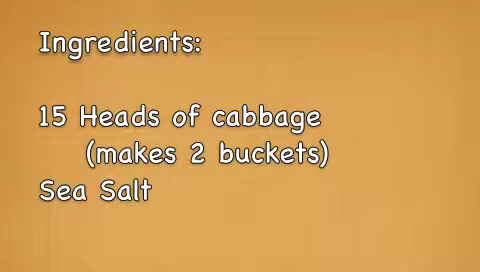 Ingredients:
15 Heads of cabbage
(makes 2 buckets)
Sea Salt